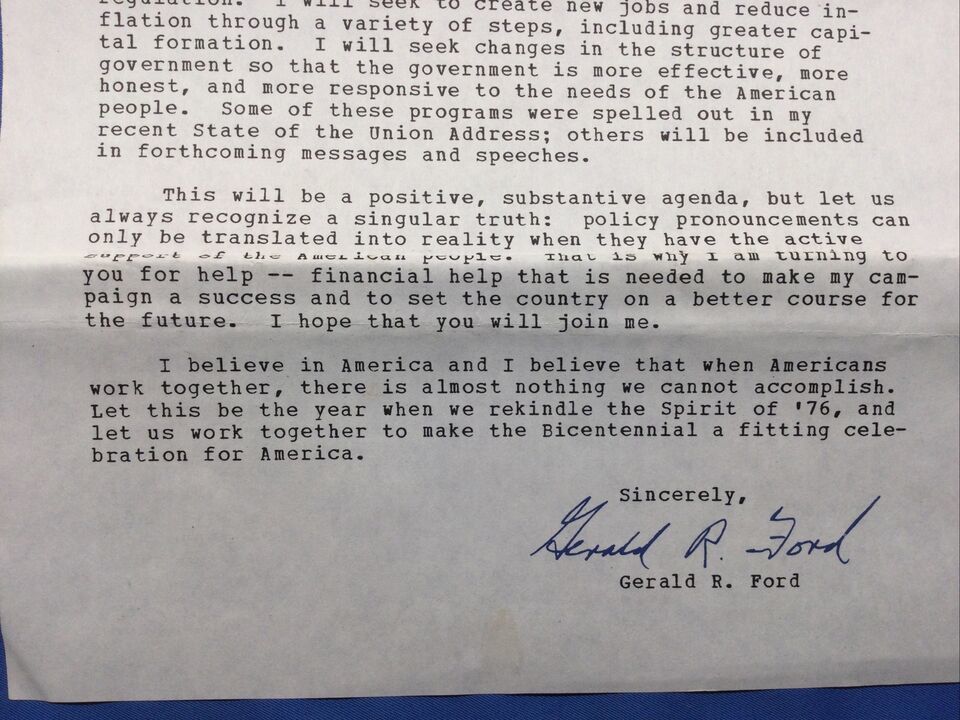 regulation. I will seek to create new jobs and reduce in-
flation through a variety of steps, including greater capi-
tal formation. I will seek changes in the structure of
government so that the government is more effective, more
honest, and more responsive to the needs of the American
people. Some of these programs were spelled out in my
recent State of the Union Address; others will be included
in forthcoming messages and speeches.
This will be a positive, substantive agenda, but let us
always recognize a singular truth: policy pronouncements can
only be translated into reality when they have the active
support of the American people. That is why I am turning to
you for help -- financial help that is needed to make my cam-
paign a success and to set the country on a better course for
the future. I hope that you will join me.
I believe in America and I believe that when Americans
work together, there is almost nothing we cannot accomplish.
Let this be the year when we rekindle the Spirit of '76, and
let us work together to make the Bicentennial a fitting cele-
bration for America.
Sincerely,
Gerald R. Ford
Gerald R. Ford